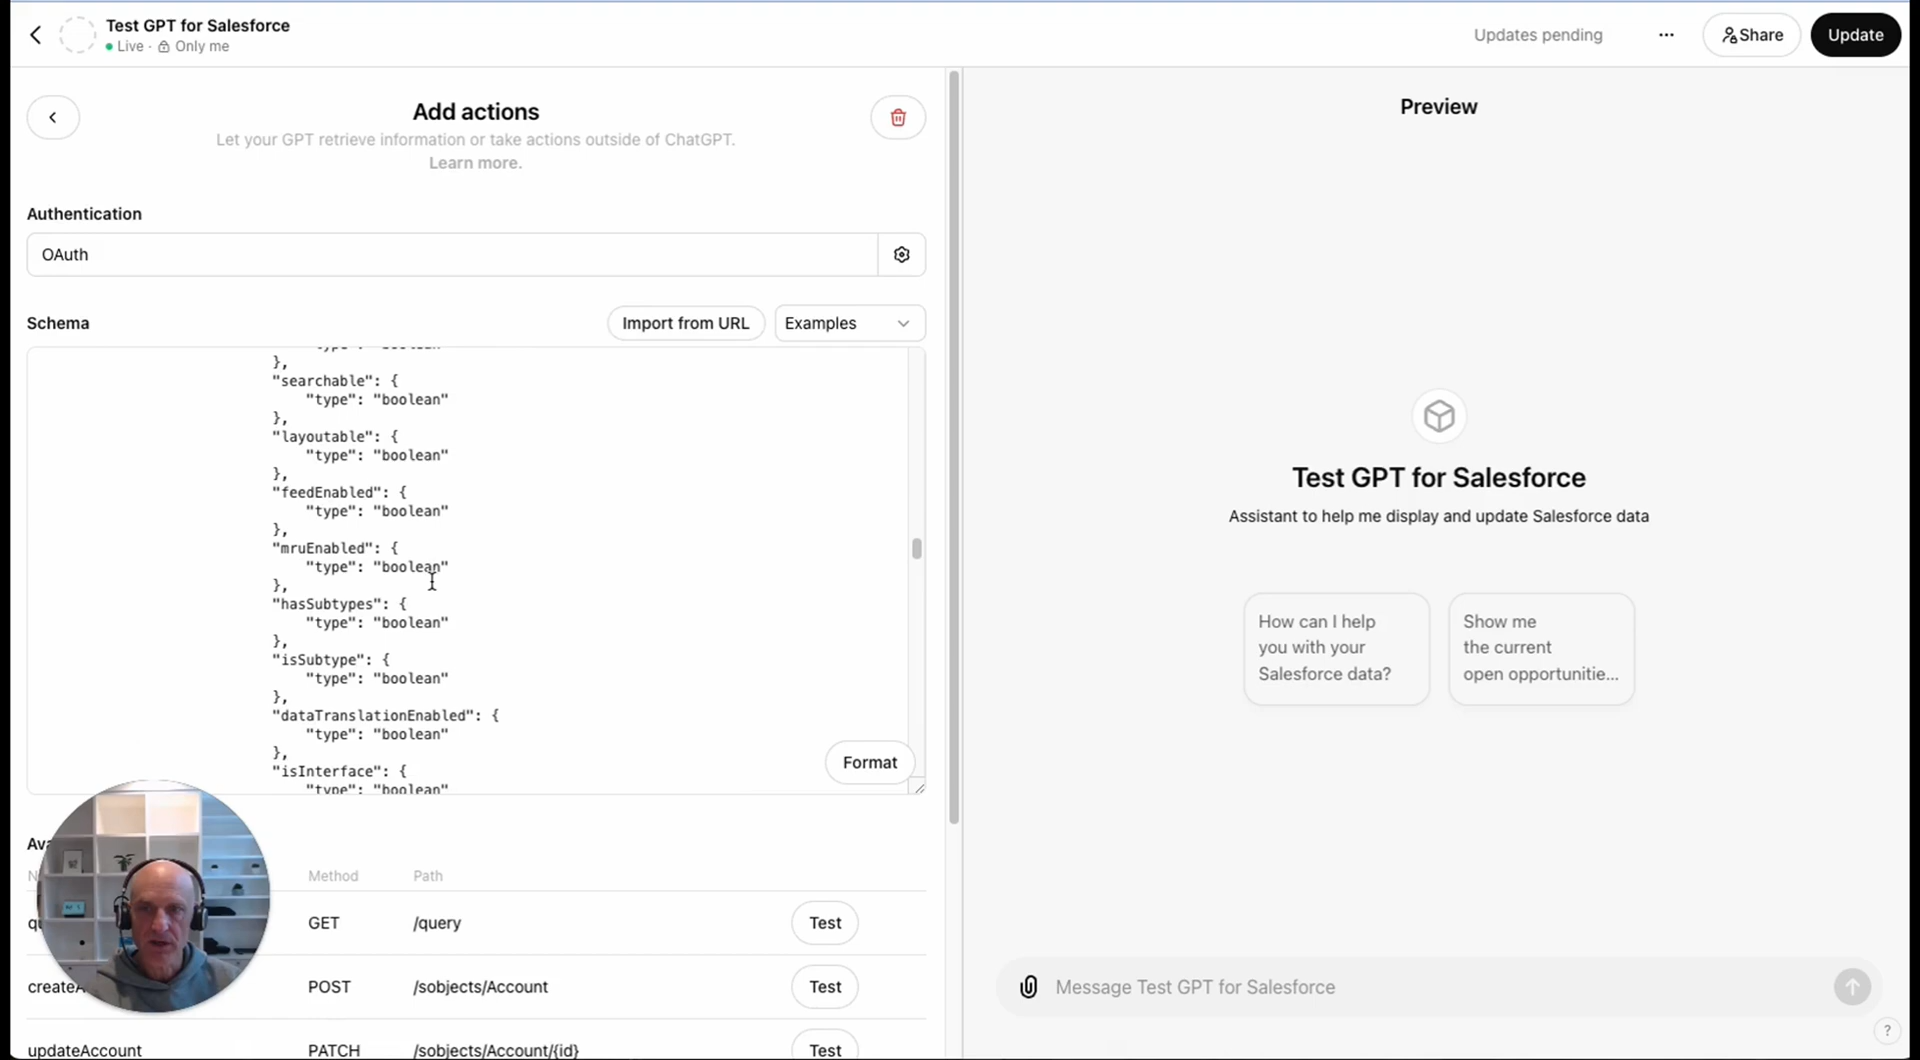 Test GPT for Salesforce
Live · Only me
Updates pending
Share
Update
Add actions
Let your GPT retrieve information or take actions outside of ChatGPT.
Learn more.
Authentication
OAuth
Schema
Import from URL
Examples
},
"searchable": {
"type": "boolean"
},
"layoutable": {
"type": "boolean"
},
"feedEnabled": {
"type": "boolean"
},
"mruEnabled": {
"type": "boolean"
},
"hasSubtypes": {
"type": "boolean"
},
"isSubtype": {
"type": "boolean"
},
"dataTranslationEnabled": {
"type": "boolean"
},
"isInterface": {
"type": "boolean"
Format
Method
Path
GET
/query
Test
POST
/sobjects/Account
Test
updateAccount
PATCH
/sobjects/Account/{id}
Test
Preview
Test GPT for Salesforce
Assistant to help me display and update Salesforce data
How can I help
you with your
Salesforce data?
Show me
the current
open opportunitie...
Message Test GPT for Salesforce
?